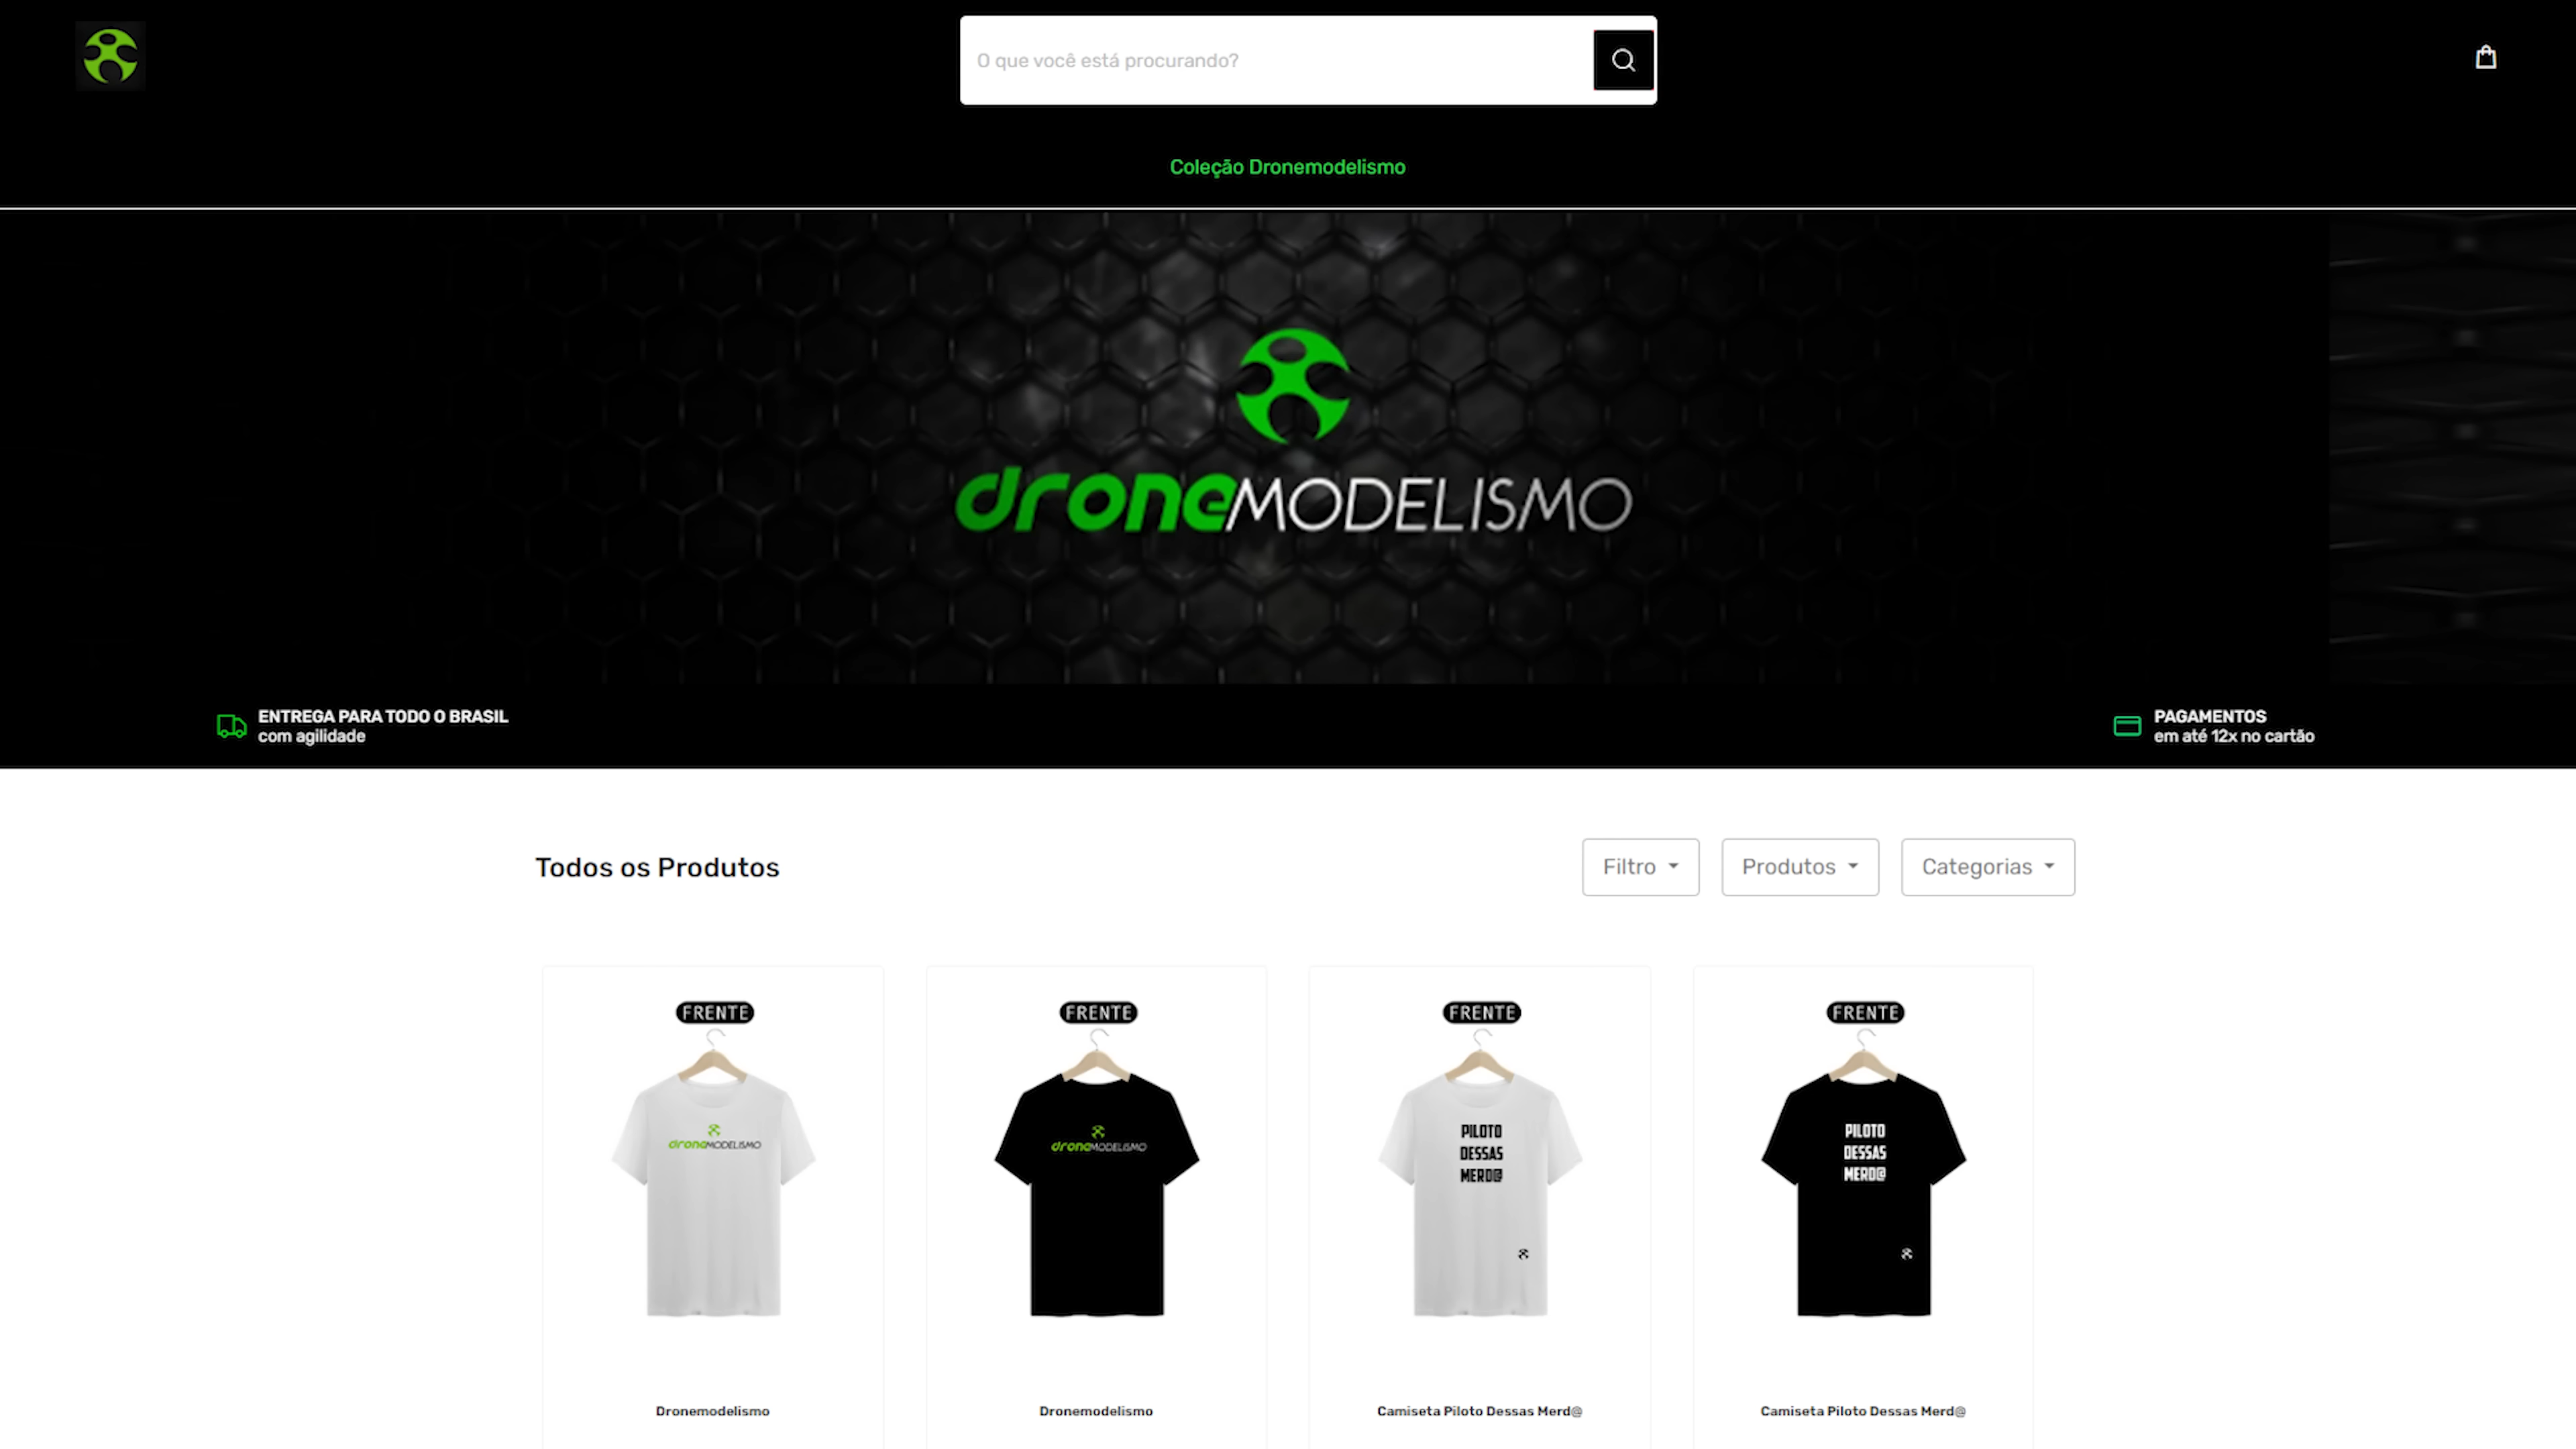 O que você está procurando?
Coleção Dronemodelismo
droneMODELISMO
ENTREGA PARA TODO O BRASIL
com agilidade
PAGAMENTOS
em até 12x no cartão
Todos os Produtos
Filtro
Produtos
Categorias
FRENTE
FRENTE
FRENTE
FRENTE
droneMODELISMO
droneMODELISMO
PILOTO
DESSAS
MERD@
PILOTO
DESSAS
MERD@
Dronemodelismo
Dronemodelismo
Camiseta Piloto Dessas Merd@
Camiseta Piloto Dessas Merd@